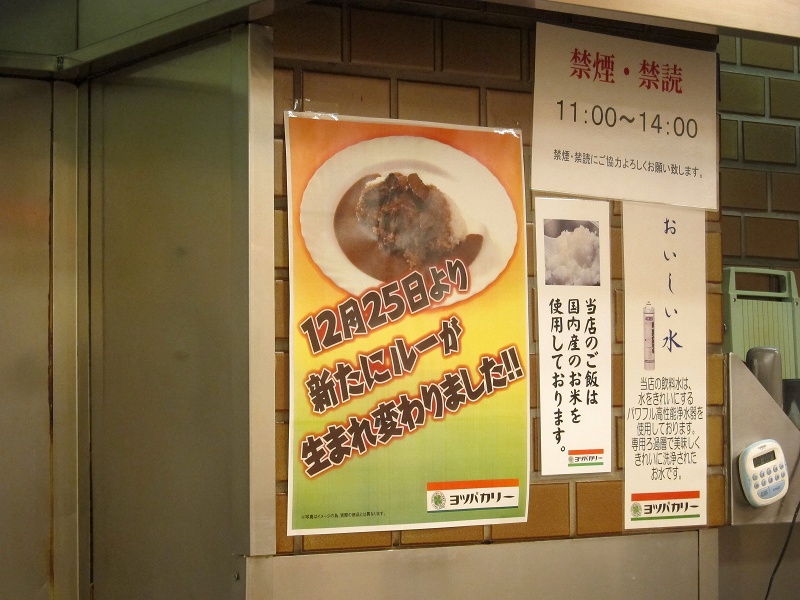 禁煙・禁読
11:00～14:00
禁煙・禁読にご協力よろしくお願い致します。
12月25日より
新たにルーが
生まれ変わりました!!
ヨツバカリー
当店のご飯は
国内産のお米を
使用しております。
ヨツバカリー
おいしい水
当店の飲料水は、
水をきれいにする
パワフル高性能浄水器を
使用しております。
専用ろ過層で美味しく
きれいに洗浄された
お水です。
ヨツバカリー